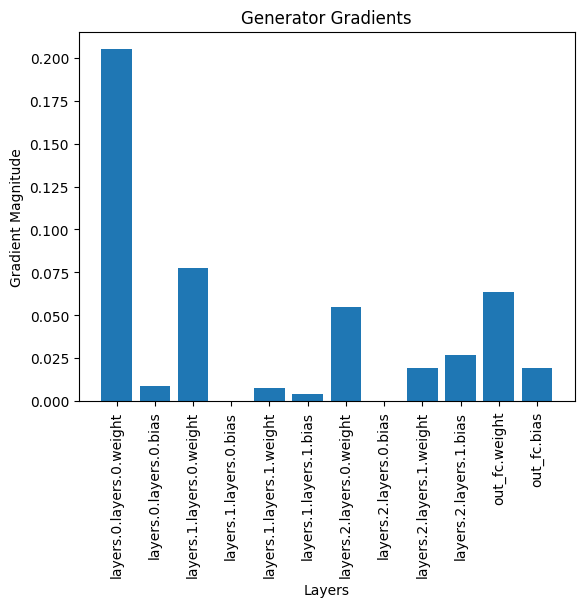 Generator Gradients
Gradient Magnitude
0.200
0.175
0.150
0.125
0.100
0.075
0.050
0.025
0.000
layers.0.layers.0.weight
layers.0.layers.0.bias
layers.1.layers.0.weight
layers.1.layers.0.bias
layers.1.layers.1.weight
layers.1.layers.1.bias
layers.2.layers.0.weight
layers.2.layers.0.bias
layers.2.layers.1.weight
layers.2.layers.1.bias
out_fc.weight
out_fc.bias
Layers